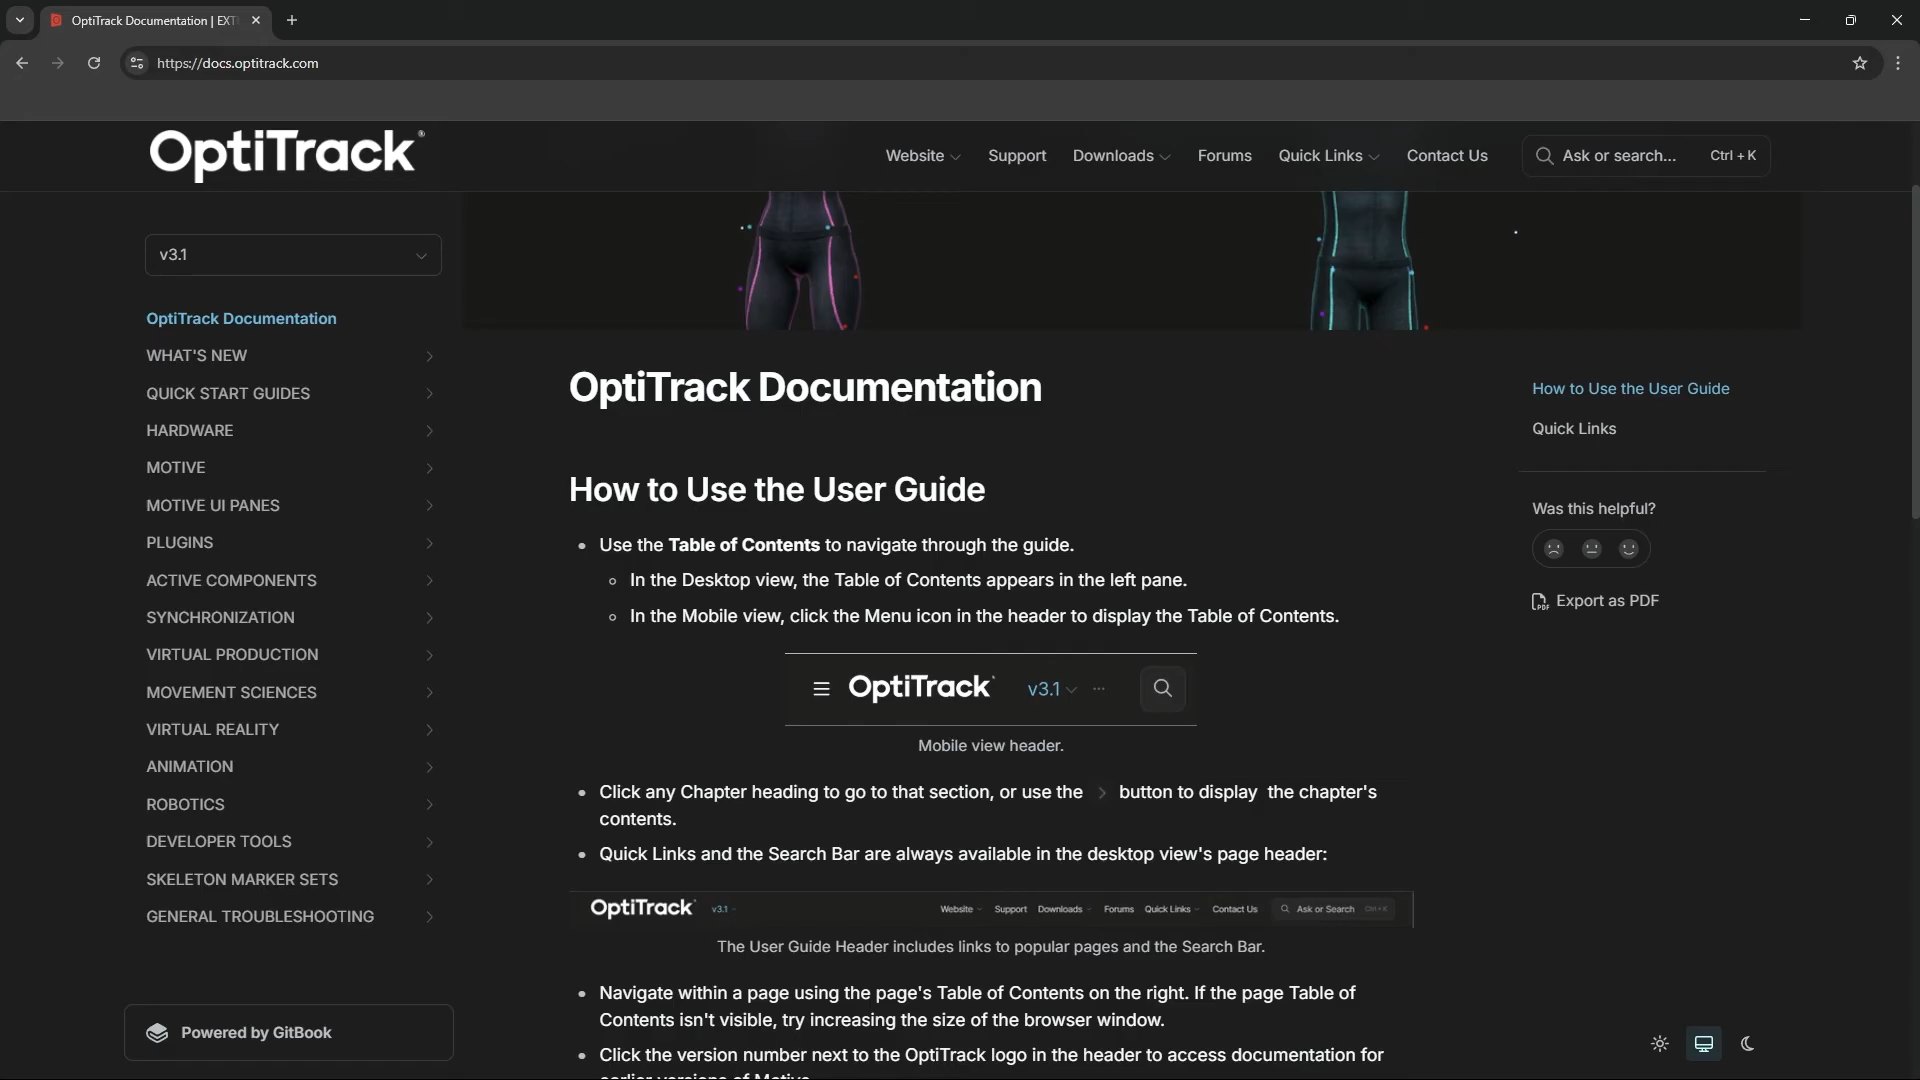 OptiTrack Documentation | EXT
https://docs.optitrack.com
OptiTrack
Website
Support
Downloads
Forums
Quick Links
Contact Us
Ask or search...
Ctrl + K
v3.1
OptiTrack Documentation
WHAT'S NEW
QUICK START GUIDES
HARDWARE
MOTIVE
MOTIVE UI PANES
PLUGINS
ACTIVE COMPONENTS
SYNCHRONIZATION
VIRTUAL PRODUCTION
MOVEMENT SCIENCES
VIRTUAL REALITY
ANIMATION
ROBOTICS
DEVELOPER TOOLS
SKELETON MARKER SETS
GENERAL TROUBLESHOOTING
Powered by GitBook
OptiTrack Documentation
How to Use the User Guide
Use the Table of Contents to navigate through the guide.
In the Desktop view, the Table of Contents appears in the left pane.
In the Mobile view, click the Menu icon in the header to display the Table of Contents.
OptiTrack v3.1
Mobile view header.
Click any Chapter heading to go to that section, or use the > button to display the chapter's
contents.
Quick Links and the Search Bar are always available in the desktop view's page header:
OptiTrack v3.1 Website Support Downloads Forums Quick Links Contact Us Ask or Search Ctrl + K
The User Guide Header includes links to popular pages and the Search Bar.
Navigate within a page using the page's Table of Contents on the right. If the page Table of
Contents isn't visible, try increasing the size of the browser window.
Click the version number next to the OptiTrack logo in the header to access documentation for
earlier versions of Motive.
How to Use the User Guide
Quick Links
Was this helpful?
Export as PDF